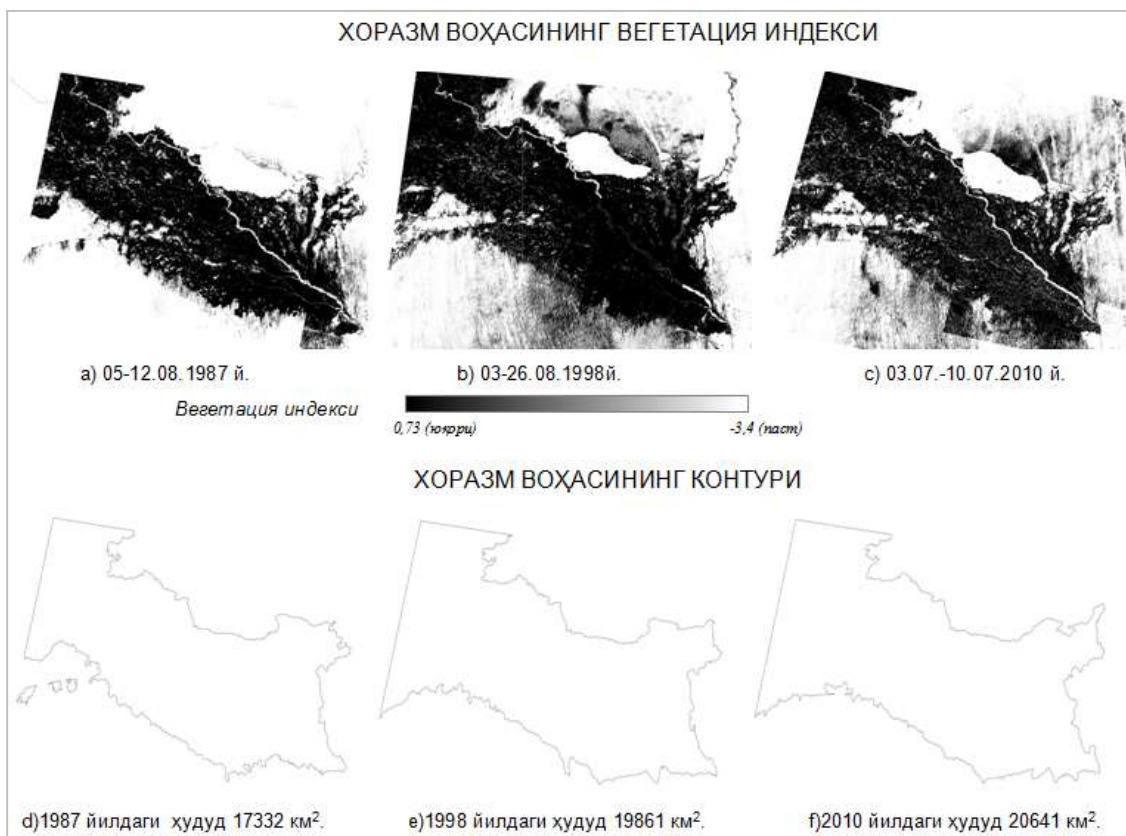 ХОРАЗМ ВОҲАСИНИНГ ВЕГЕТАЦИЯ ИНДЕКСИ
a) 05-12.08.1987 й.
b) 03-26.08.1998й.
c) 03.07.-10.07.2010 й.
Вегетация индекси
0,73 (юқори)
-3,4 (паст)
ХОРАЗМ ВОҲАСИНИНГ КОНТУРИ
d)1987 йилдаги ҳудуд 17332 км².
e)1998 йилдаги ҳудуд 19861 км².
f)2010 йилдаги ҳудуд 20641 км².